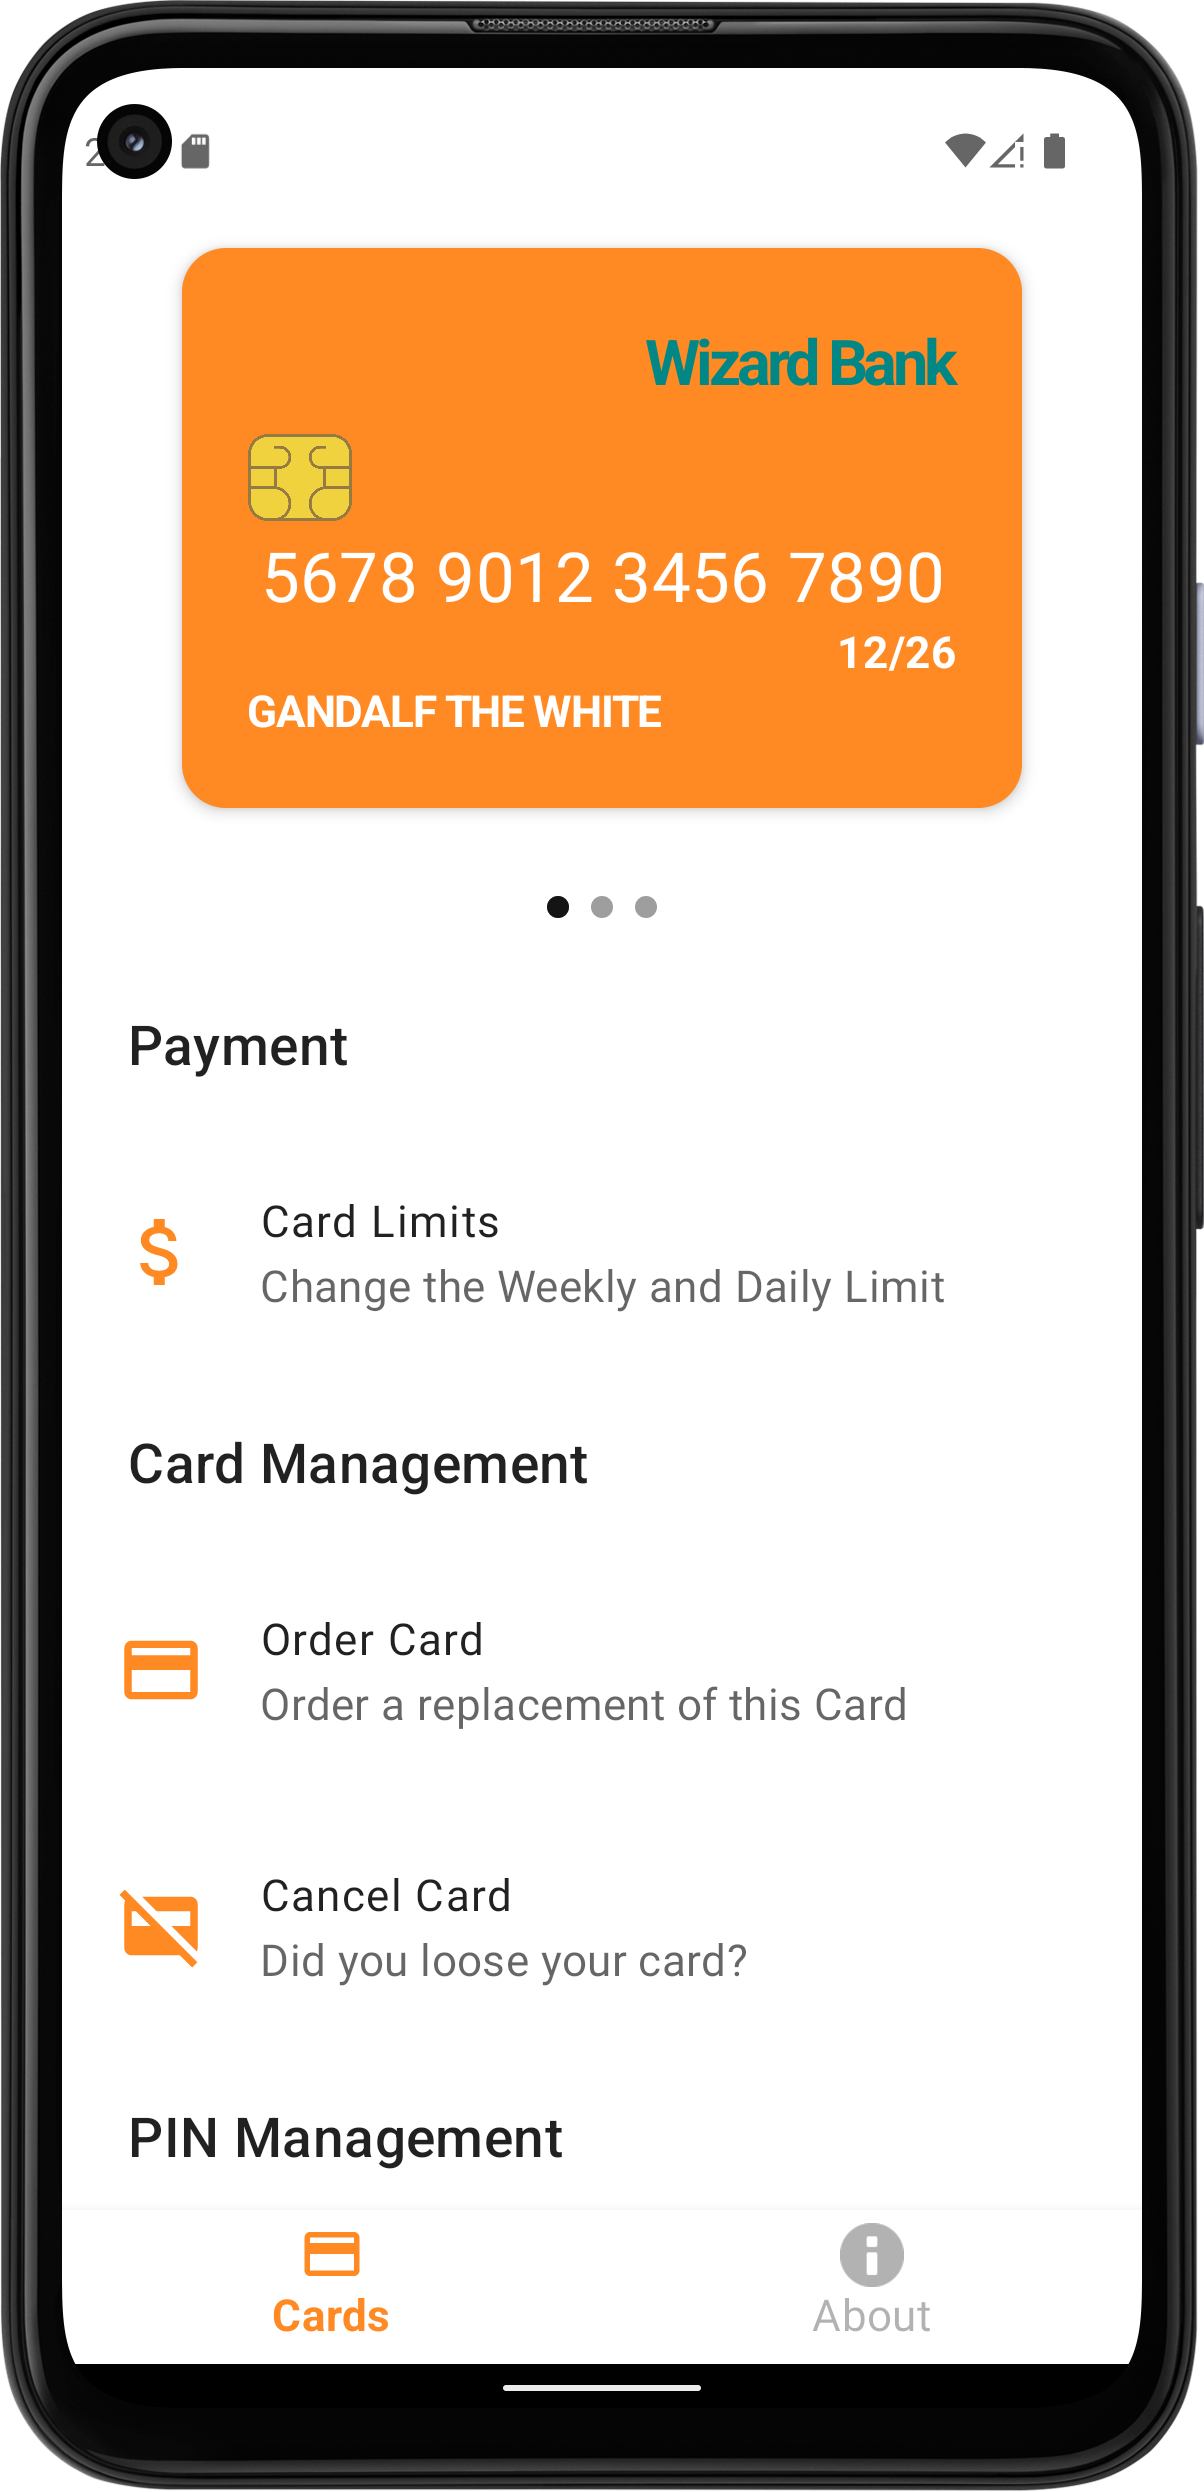 Wizard Bank
5678 9012 3456 7890
12/26
GANDALF THE WHITE
Payment
Card Limits
Change the Weekly and Daily Limit
Card Management
Order Card
Order a replacement of this Card
Cancel Card
Did you loose your card?
PIN Management
Cards
About